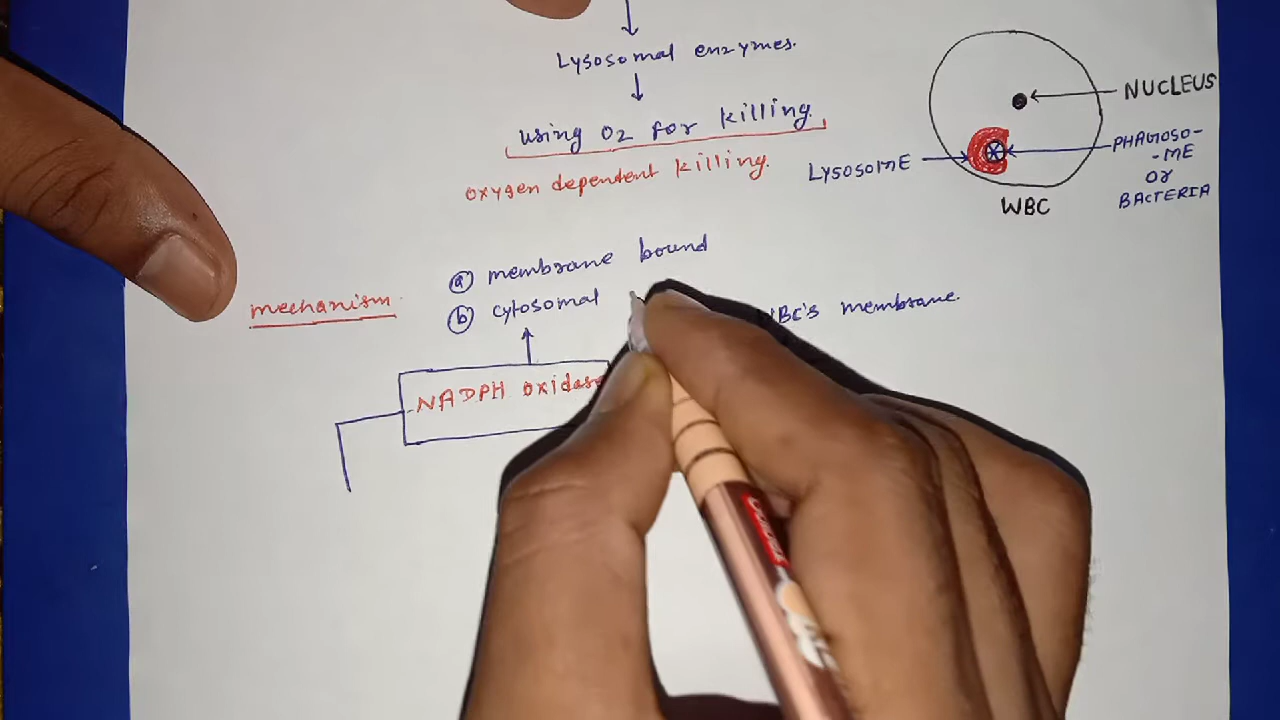 Lysosomal enzymes.
using O2 for killing.
oxygen dependent killing.
NUCLEUS
PHAGOSO-
-ME
or
BACTERIA
LYSOSOME
WBC
mechanism.
(a) membrane bound
(b) cytosomal
WBC's membrane.
NADPH oxidase